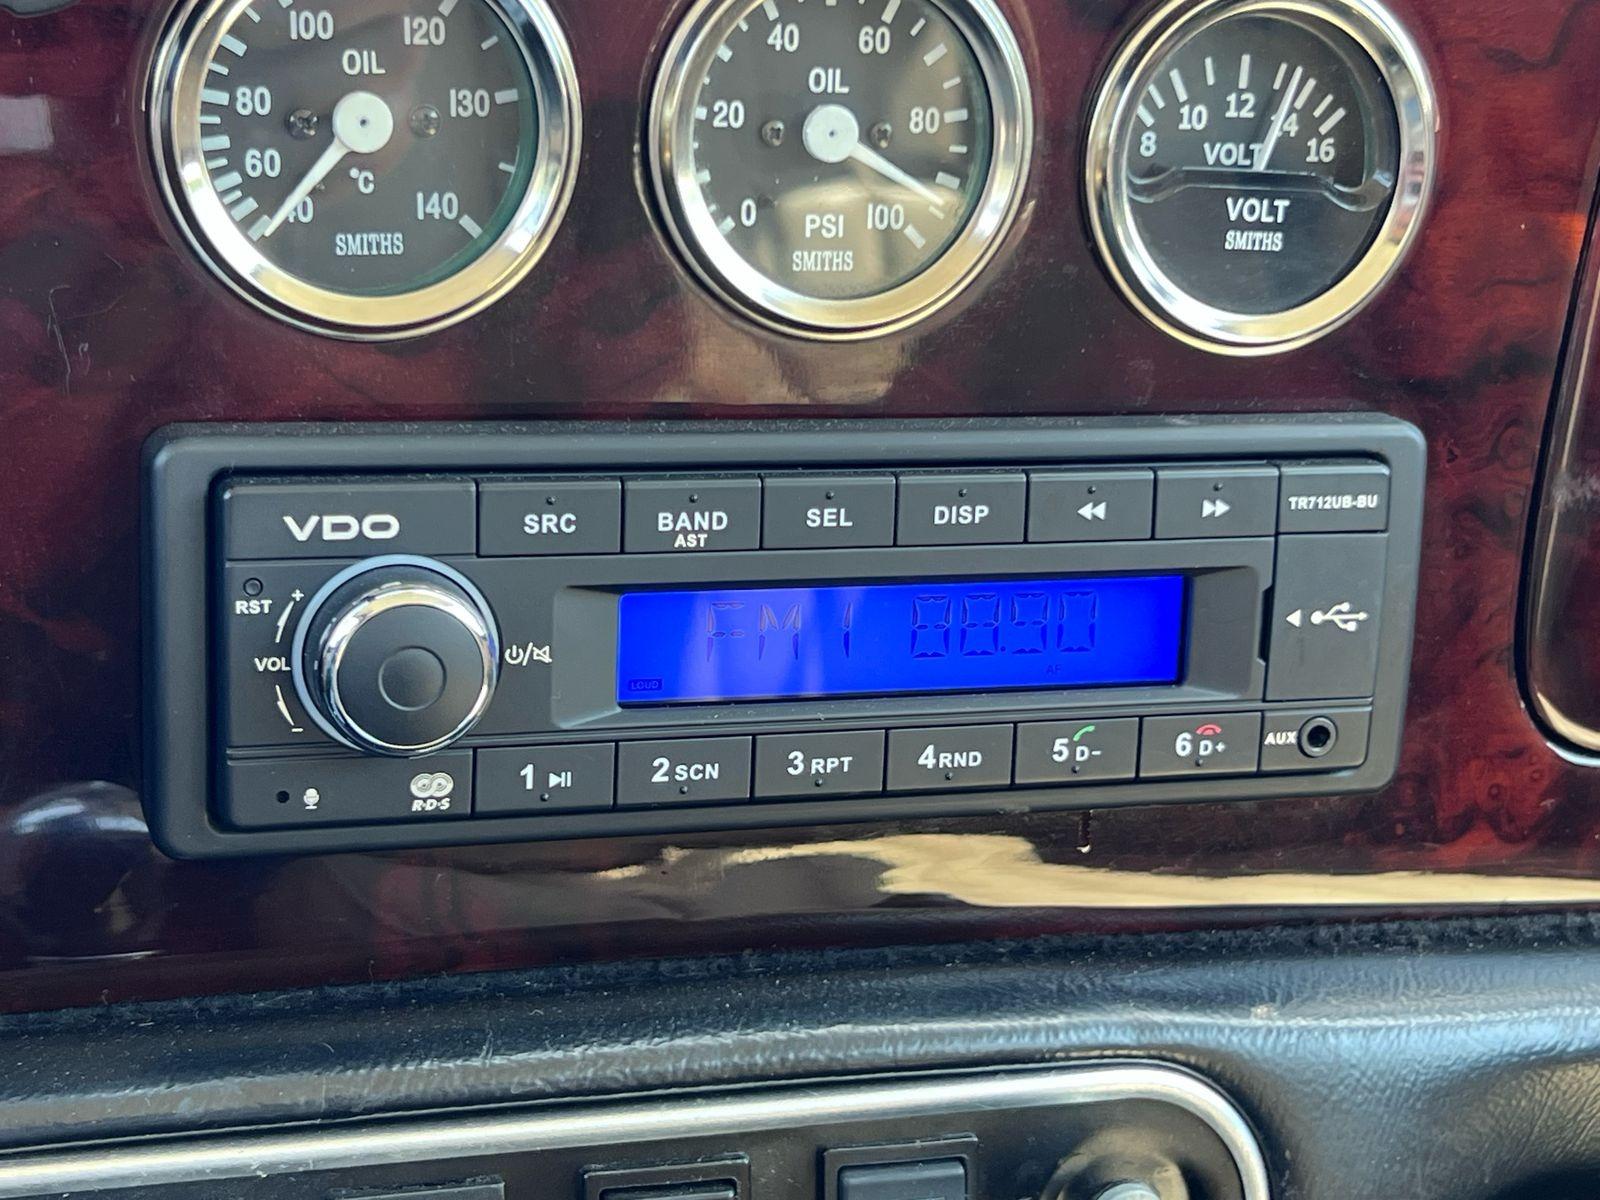 100
120
OIL
80
130
60
°C
40
140
SMITHS
40
60
OIL
20
80
0
PSI
100
SMITHS
12
10
14
8
VOLT
16
VOLT
SMITHS
VDO
SRC
BAND
AST
SEL
DISP
TR712UB-BU
RST
+
VOL
-
FM1 88.90
LOUD
AF
R·D·S
1
2 SCN
3 RPT
4 RND
5 D-
6 D+
AUX